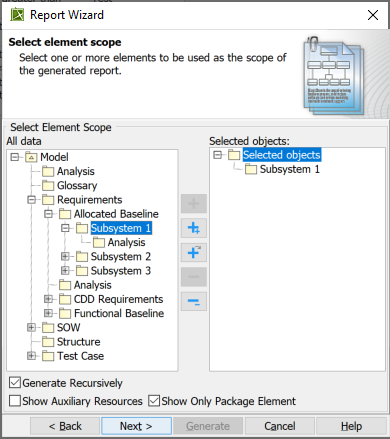 Report Wizard
Select element scope
Select one or more elements to be used as the scope of
the generated report.
Select Element Scope
All data
Model
Analysis
Glossary
Requirements
Allocated Baseline
Subsystem 1
Analysis
Subsystem 2
Subsystem 3
Analysis
CDD Requirements
Functional Baseline
SOW
Structure
Test Case
Selected objects:
Selected objects
Subsystem 1
Generate Recursively
Show Auxiliary Resources
Show Only Package Element
< Back
Next >
Generate
Cancel
Help